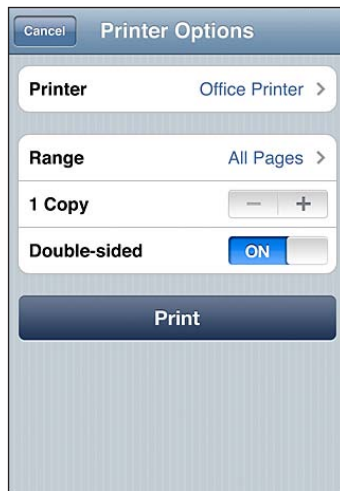 Cancel
Printer Options
Printer Office Printer >
Range All Pages >
1 Copy − +
Double-sided ON
Print